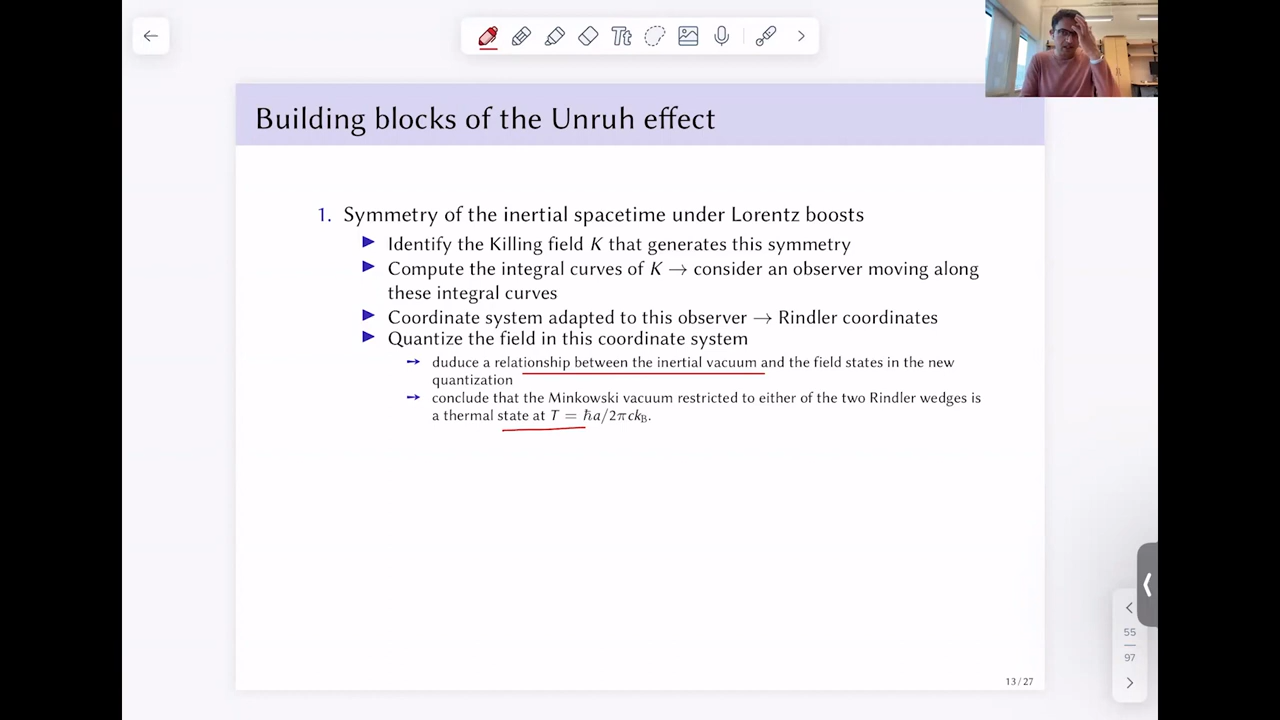 Tt
Building blocks of the Unruh effect
1. Symmetry of the inertial spacetime under Lorentz boosts
Identify the Killing field K that generates this symmetry
Compute the integral curves of K → consider an observer moving along
these integral curves
Coordinate system adapted to this observer → Rindler coordinates
Quantize the field in this coordinate system
duduce a relationship between the inertial vacuum and the field states in the new
quantization
conclude that the Minkowski vacuum restricted to either of the two Rindler wedges is
a thermal state at T = ℏa/2πck_B.
55
97
13 / 27